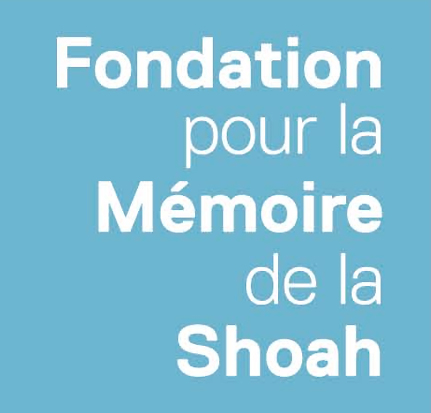 Fondation
pour la
Mémoire
de la
Shoah